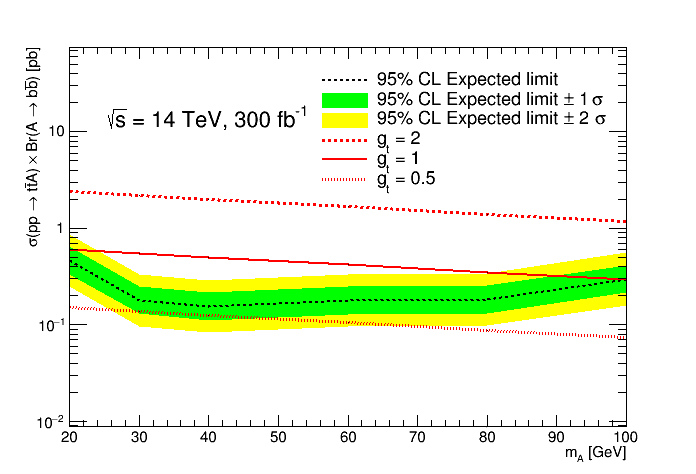 σ(pp → tt̄A) × Br(A → bb̄) [pb]
√s = 14 TeV, 300 fb⁻¹
95% CL Expected limit
95% CL Expected limit ± 1 σ
95% CL Expected limit ± 2 σ
gₜ = 2
gₜ = 1
gₜ = 0.5
10
1
10⁻¹
10⁻²
20 30 40 50 60 70 80 90 100
m_A [GeV]